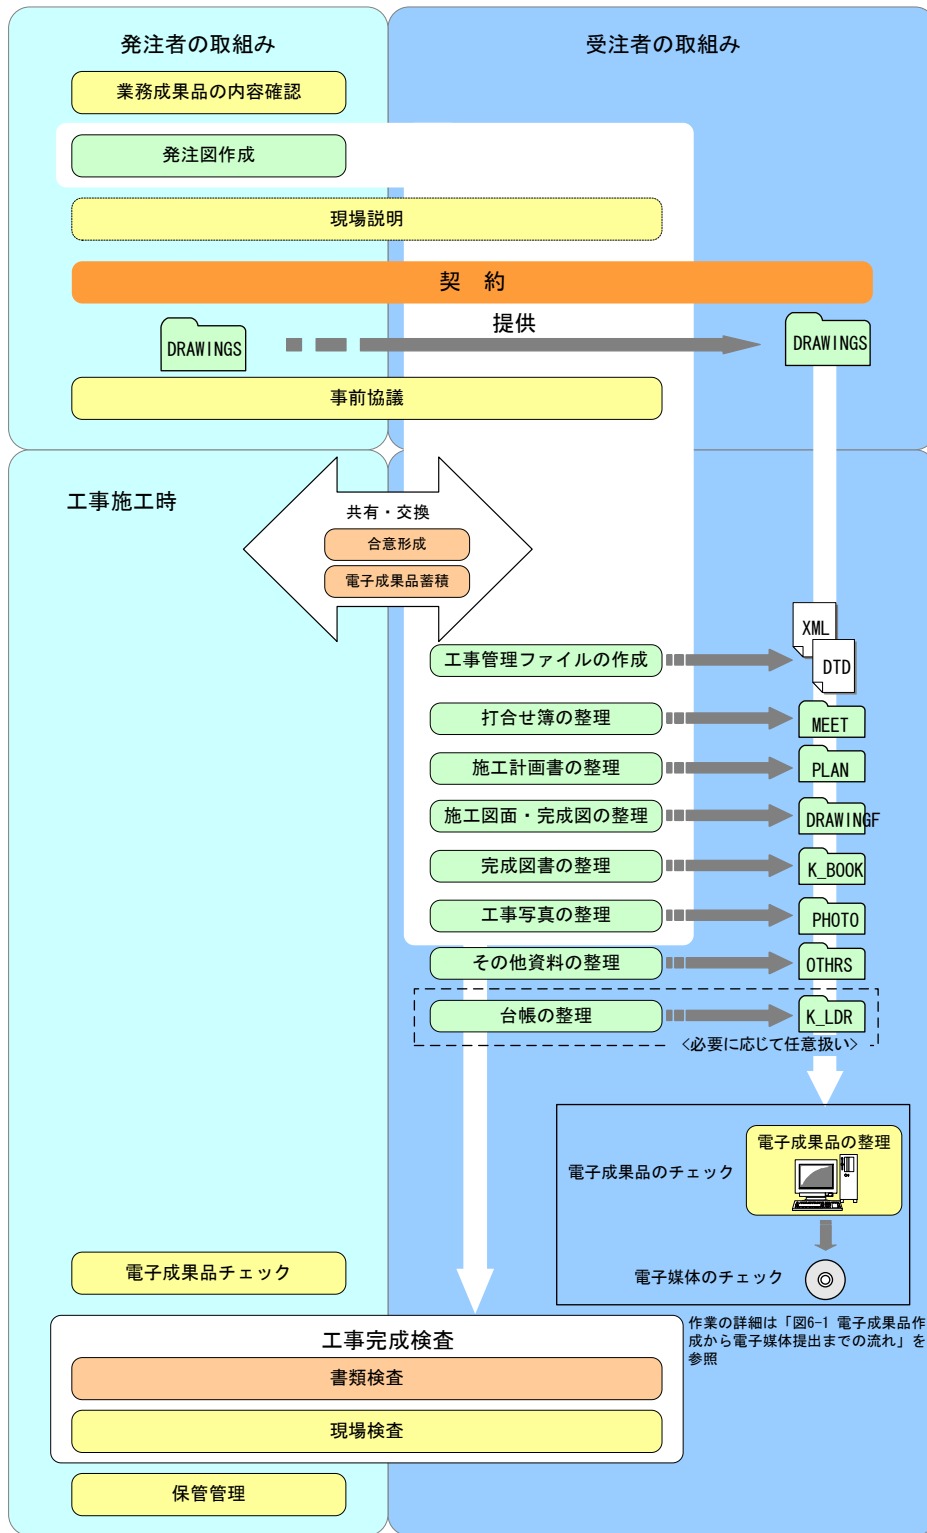 発注者の取組み
受注者の取組み
業務成果品の内容確認
発注図作成
現場説明
契 約
提供
DRAWINGS
DRAWINGS
事前協議
工事施工時
共有・交換
合意形成
電子成果品蓄積
XML
DTD
工事管理ファイルの作成
打合せ簿の整理
MEET
施工計画書の整理
PLAN
施工図面・完成図の整理
DRAWINGF
完成図書の整理
K_BOOK
工事写真の整理
PHOTO
その他資料の整理
OTHRS
台帳の整理
K_LDR
<必要に応じて任意扱い>
電子成果品の整理
電子成果品のチェック
電子媒体のチェック
電子成果品チェック
作業の詳細は「図6-1 電子成果品作
成から電子媒体提出までの流れ」を
参照
工事完成検査
書類検査
現場検査
保管管理